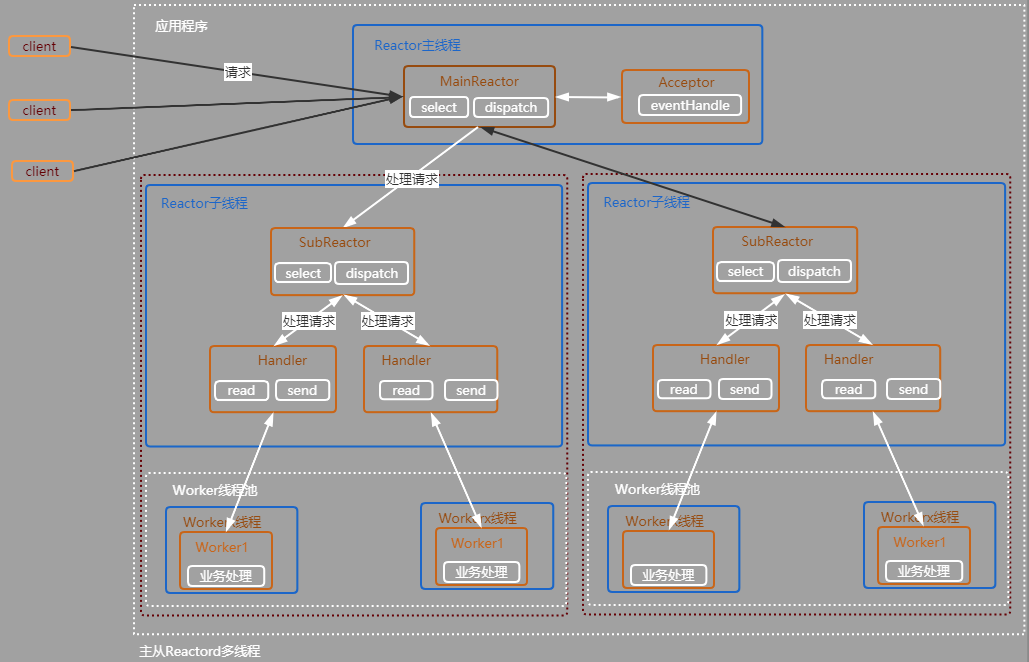 应用程序
client
client
client
请求
Reactor主线程
MainReactor
select
dispatch
Acceptor
eventHandle
处理请求
Reactor子线程
SubReactor
select
dispatch
处理请求
处理请求
Handler
read
send
Handler
read
send
Worker线程池
Worker线程
Worker1
业务处理
Workerx线程
Worker1
业务处理
Reactor子线程
SubReactor
select
dispatch
处理请求
处理请求
Handler
read
send
Handler
read
send
Worker线程池
Worker线程
业务处理
Workerx线程
Worker1
业务处理
主从Reactord多线程